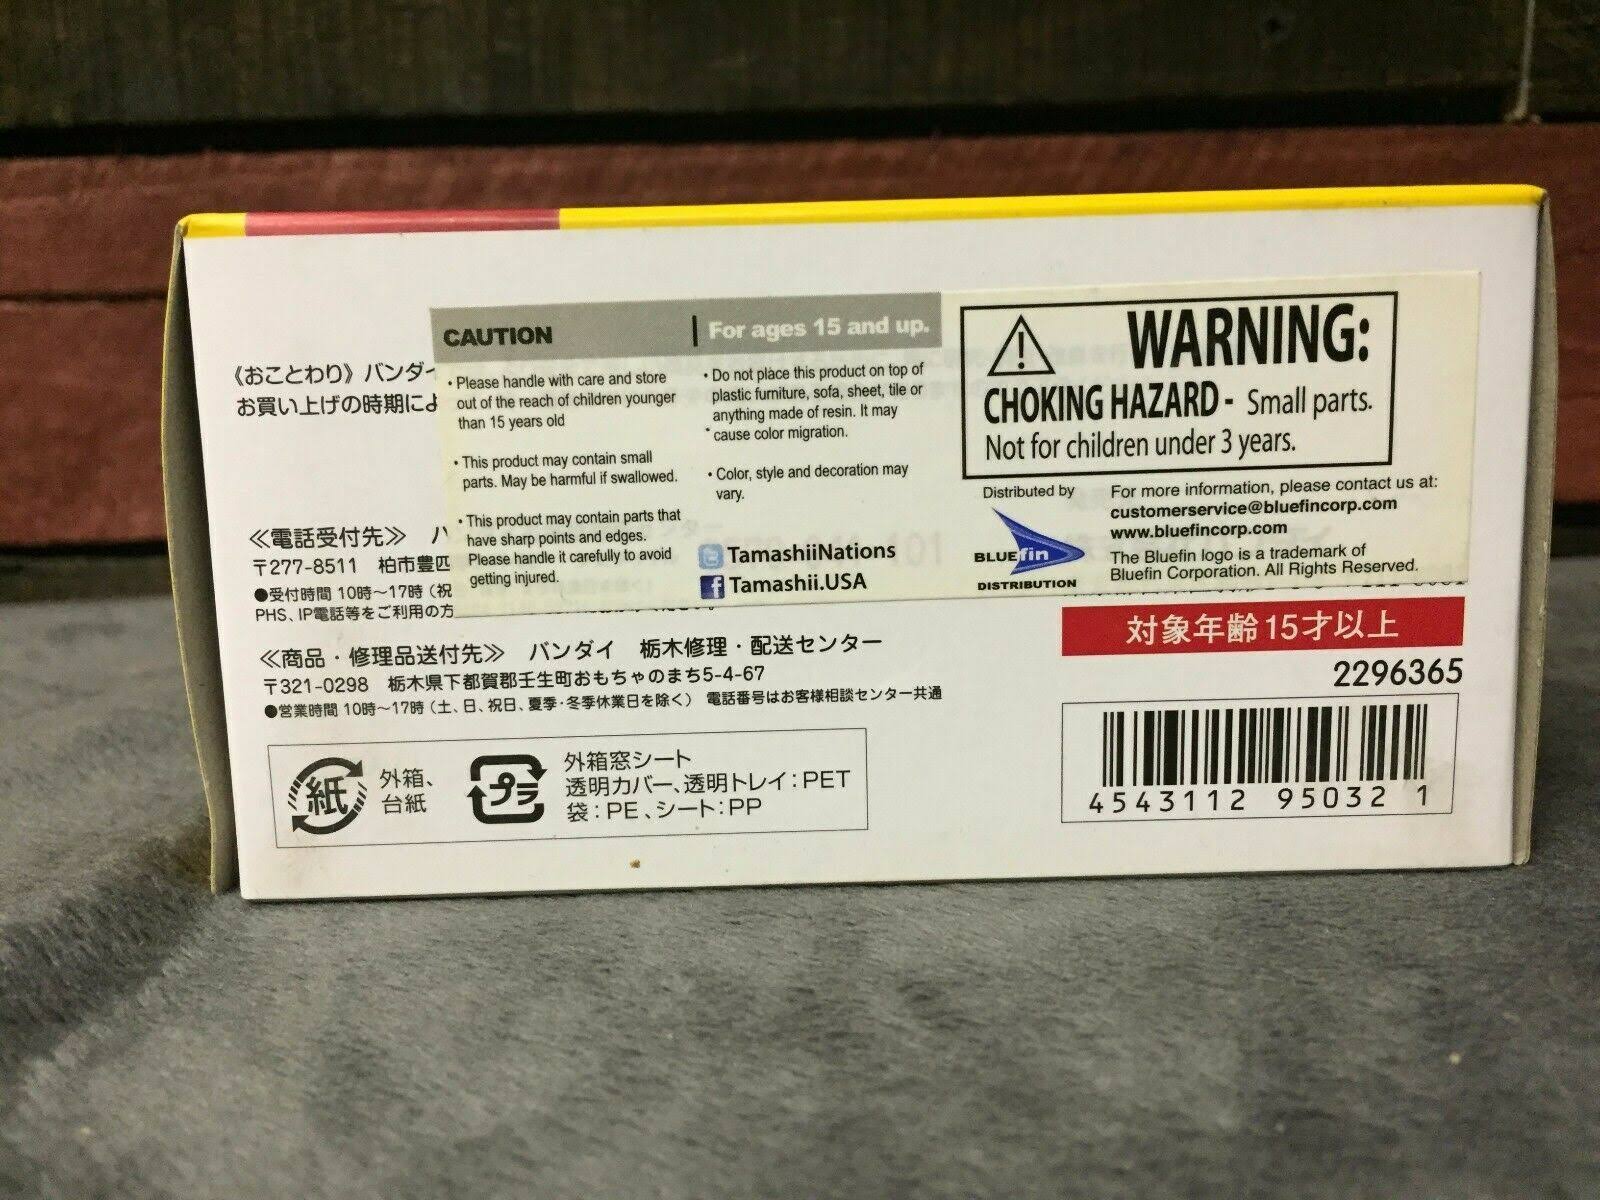 《おことわり》バンダイ
お買い上げの時期によ
CAUTION
For ages 15 and up.
• Please handle with care and store
out of the reach of children younger
than 15 years old
• This product may contain small
parts. May be harmful if swallowed.
• This product may contain parts that
have sharp points and edges.
Please handle it carefully to avoid
getting injured.
• Do not place this product on top of
plastic furniture, sofa, sheet, tile or
anything made of resin. It may
cause color migration.
• Color, style and decoration may
vary.
TamashiiNations
Tamashii.USA
WARNING:
CHOKING HAZARD - Small parts.
Not for children under 3 years.
Distributed by
BLUEfin
DISTRIBUTION
For more information, please contact us at:
customerservice@bluefincorp.com
www.bluefincorp.com
The Bluefin logo is a trademark of
Bluefin Corporation. All Rights Reserved.
≪電話受付先≫
〒277-8511 柏市豊四
●受付時間 10時～17時（祝
PHS、IP電話等をご利用の方
≪商品・修理品送付先≫ バンダイ 栃木修理・配送センター
〒321-0298 栃木県下都賀郡壬生町おもちゃのまち5-4-67
●営業時間 10時～17時（土、日、祝日、夏季・冬季休業日を除く） 電話番号はお客様相談センター共通
紙
外箱、
台紙
プラ
外箱窓シート
透明カバー、透明トレイ：PET
袋：PE、シート：PP
対象年齢15才以上
2296365
4543112 95032 1